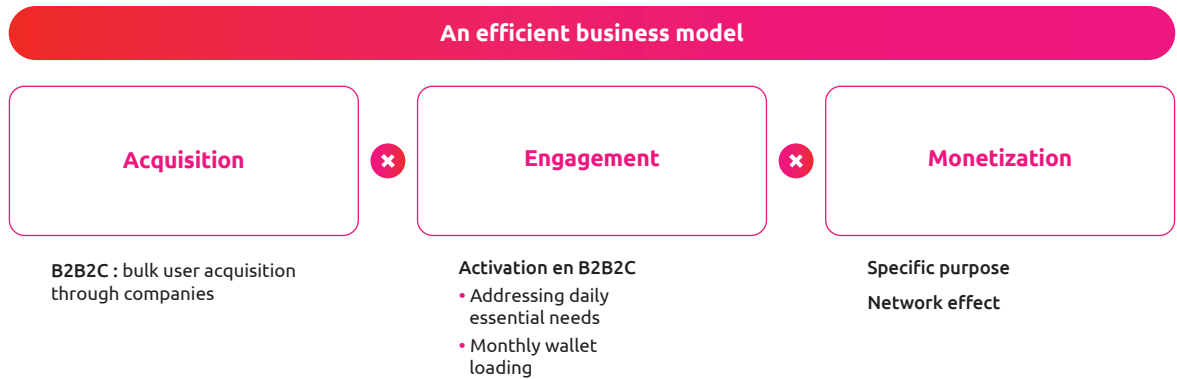 An efficient business model
Acquisition
Engagement
Monetization
B2B2C : bulk user acquisition
through companies
Activation en B2B2C
• Addressing daily
essential needs
• Monthly wallet
loading
Specific purpose
Network effect